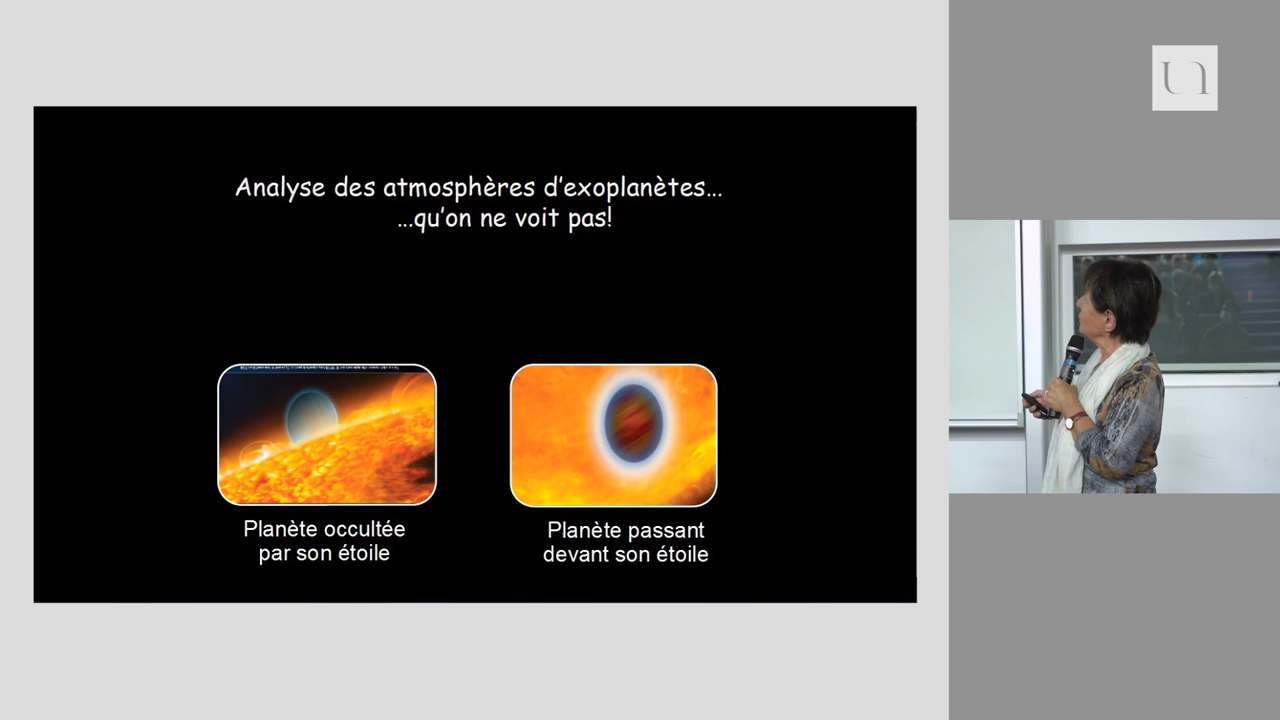 Analyse des atmosphères d'exoplanètes...
...qu'on ne voit pas!
Planète occultée
par son étoile
Planète passant
devant son étoile